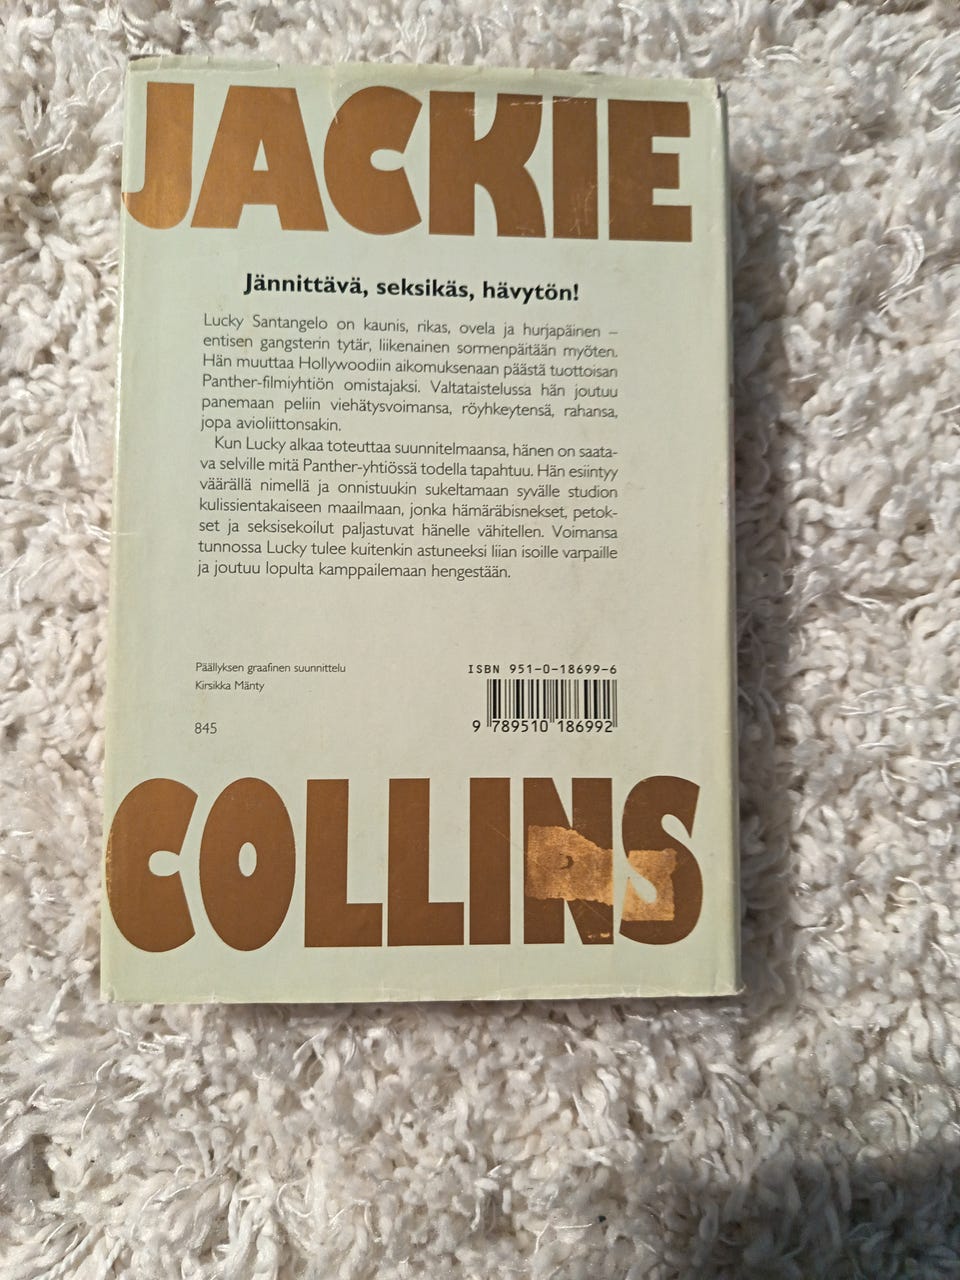 JACKIE
Jännittävä, seksikäs, hävytön!
Lucky Santangelo on kaunis, rikas, ovela ja hurjapäinen –
entisen gangsterin tytär, liikenainen sormenpäitään myöten.
Hän muuttaa Hollywoodiin aikomuksenaan päästä tuottoisan
Panther-filmiyhtiön omistajaksi. Valtataistelussa hän joutuu
panemaan peliin viehätysvoimansa, röyhkeytensä, rahansa,
jopa avioliittonsakin.
Kun Lucky alkaa toteuttaa suunnitelmaansa, hänen on saata-
va selville mitä Panther-yhtiössä todella tapahtuu. Hän esiintyy
väärällä nimellä ja onnistuukin sukeltamaan syvälle studion
kulissientakaiseen maailmaan, jonka hämäräbisnekset, petok-
set ja seksisekoilut paljastuvat hänelle vähitellen. Voimansa
tunnossa Lucky tulee kuitenkin astuneeksi liian isoille varpaille
ja joutuu lopulta kamppailemaan hengestään.
Päällyksen graafinen suunnittelu
Kirsikka Mänty
845
ISBN 951-0-18699-6
9 789510 186992
COLLINS